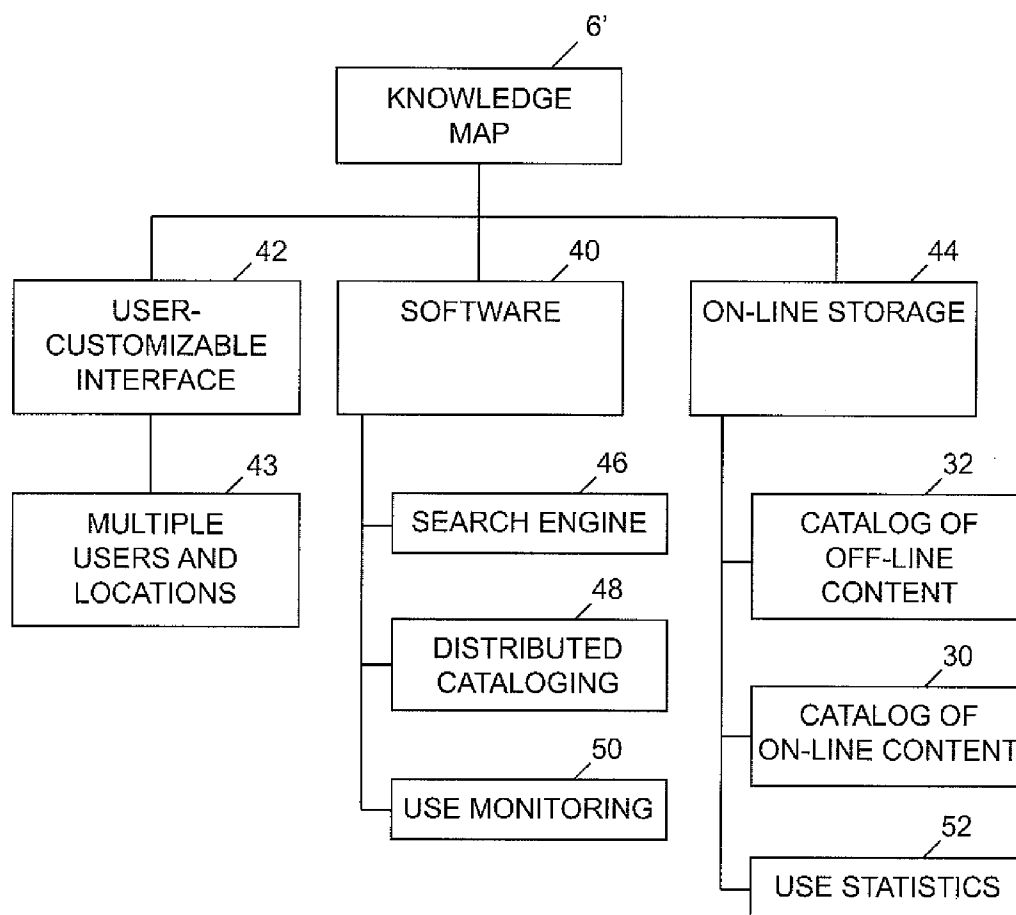 6’
KNOWLEDGE
MAP
42
USER-
CUSTOMIZABLE
INTERFACE
40
SOFTWARE
44
ON-LINE STORAGE
43
MULTIPLE
USERS AND
LOCATIONS
46
SEARCH ENGINE
48
DISTRIBUTED
CATALOGING
50
USE MONITORING
32
CATALOG OF
OFF-LINE
CONTENT
30
CATALOG OF
ON-LINE CONTENT
52
USE STATISTICS